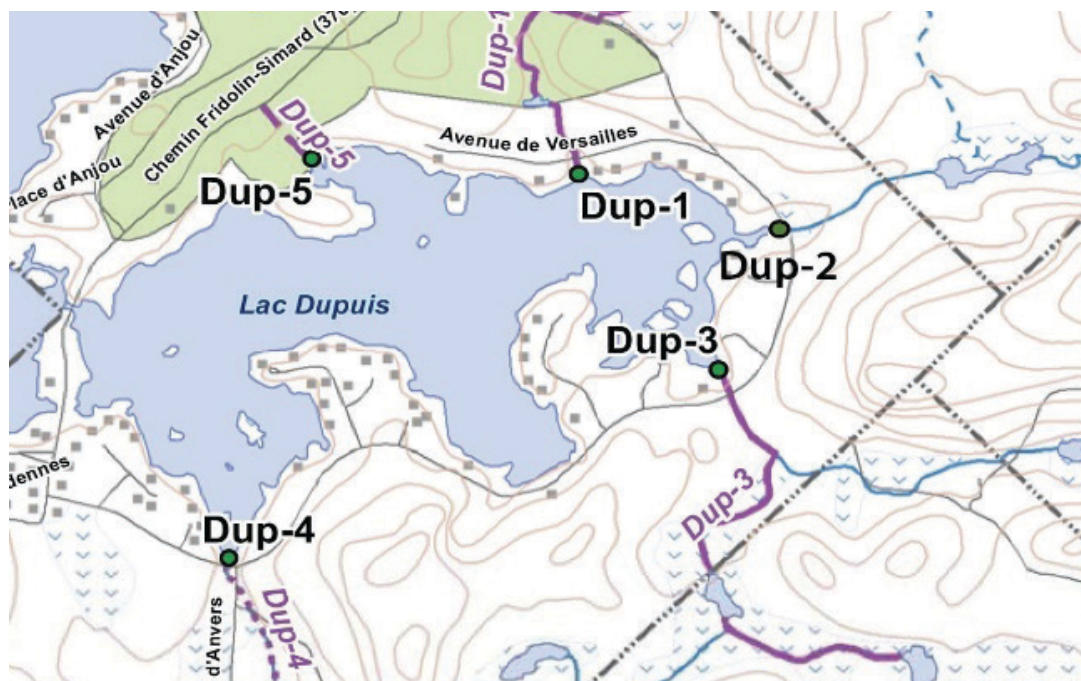 Avenue d'Anjou
Chemin Fridolin-Simard (370
Dup-1
Dup-5
Avenue de Versailles
lace d'Anjou
Dup-5
Dup-1
Dup-2
Lac Dupuis
Dup-3
dennes
Dup-3
Dup-4
Dup-4
d'Anvers